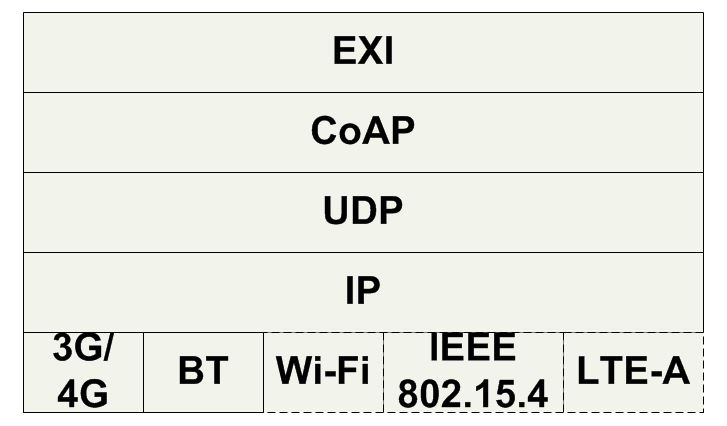 EXI
CoAP
UDP
IP
3G/
4G
BT
Wi-Fi
IEEE
802.15.4
LTE-A